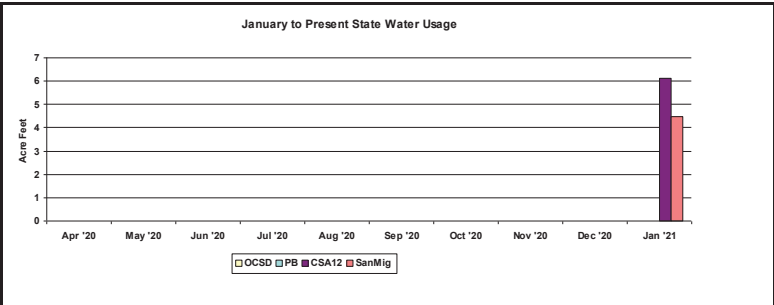 January to Present State Water Usage
7
6
5
4
3
2
1
0
Acre Feet
Apr '20 May '20 Jun '20 Jul '20 Aug '20 Sep '20 Oct '20 Nov '20 Dec '20 Jan '21
OCSD PB CSA12 SanMig